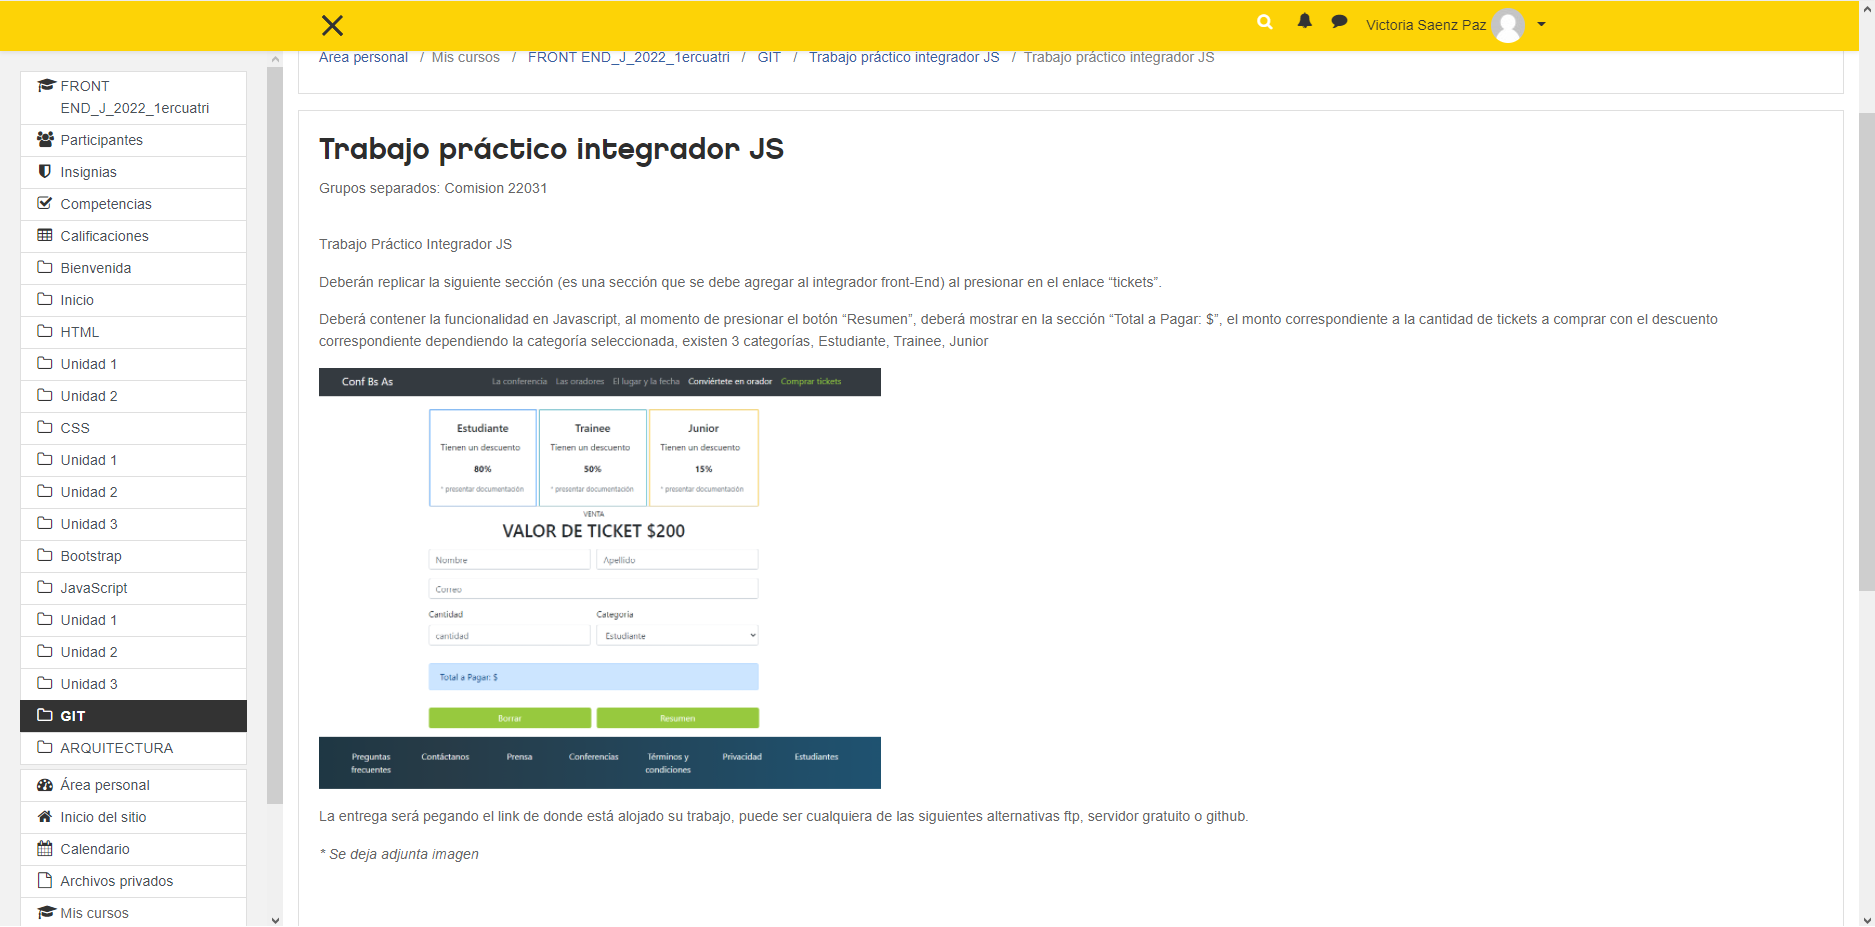 Victoria Saenz Paz
Área personal / Mis cursos / FRONT END_J_2022_1ercuatri / GIT / Trabajo práctico integrador JS / Trabajo práctico integrador JS
FRONT
END_J_2022_1ercuatri
Participantes
Insignias
Competencias
Calificaciones
Bienvenida
Inicio
HTML
Unidad 1
Unidad 2
CSS
Unidad 1
Unidad 2
Unidad 3
Bootstrap
JavaScript
Unidad 1
Unidad 2
Unidad 3
GIT
ARQUITECTURA
Área personal
Inicio del sitio
Calendario
Archivos privados
Mis cursos
Trabajo práctico integrador JS
Grupos separados: Comision 22031
Trabajo Práctico Integrador JS
Deberán replicar la siguiente sección (es una sección que se debe agregar al integrador front-End) al presionar en el enlace “tickets”.
Deberá contener la funcionalidad en Javascript, al momento de presionar el botón “Resumen”, deberá mostrar en la sección “Total a Pagar: $”, el monto correspondiente a la cantidad de tickets a comprar con el descuento
correspondiente dependiendo la categoría seleccionada, existen 3 categorías, Estudiante, Trainee, Junior
Conf Bs As La conferencia Las oradores El lugar y la fecha Conviértete en orador Comprar tickets
Estudiante Trainee Junior
Tienen un descuento Tienen un descuento Tienen un descuento
80% 50% 15%
* presentar documentación * presentar documentación * presentar documentación
VENTA
VALOR DE TICKET $200
Nombre Apellido
Correo
Cantidad Categoría
cantidad Estudiante
Total a Pagar: $
Borrar Resumen
Preguntas Contáctanos Prensa Conferencias Términos y Privacidad Estudiantes
frecuentes condiciones
La entrega será pegando el link de donde está alojado su trabajo, puede ser cualquiera de las siguientes alternativas ftp, servidor gratuito o github.
* Se deja adjunta imagen